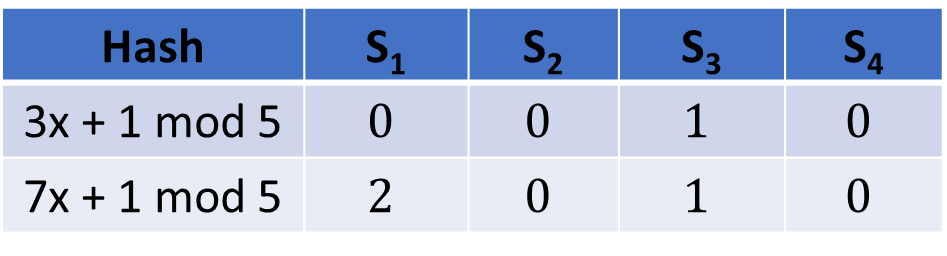 Hash S₁ S₂ S₃ S₄
3x + 1 mod 5 0 0 1 0
7x + 1 mod 5 2 0 1 0